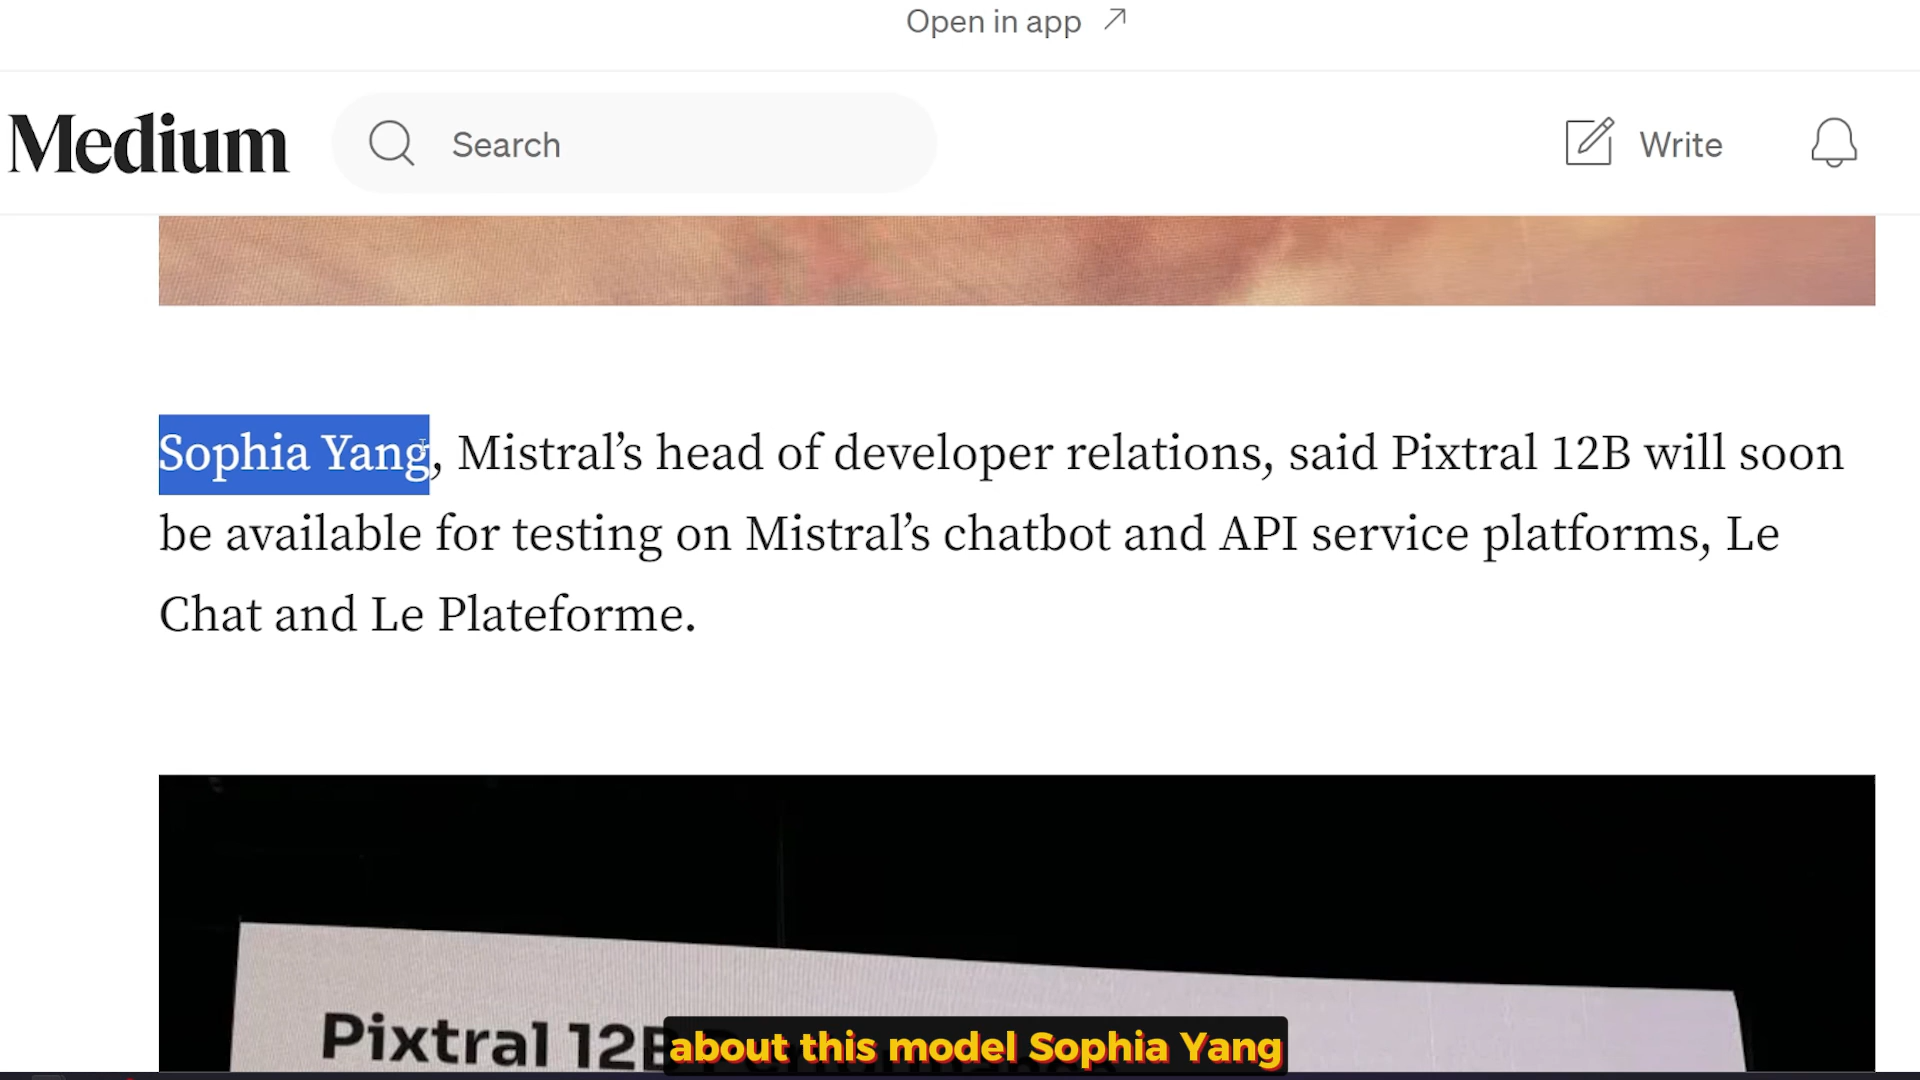 Open in app
Medium
Search
Write
Sophia Yang, Mistral’s head of developer relations, said Pixtral 12B will soon
be available for testing on Mistral’s chatbot and API service platforms, Le
Chat and Le Plateforme.
Pixtral 12B
about this model Sophia Yang